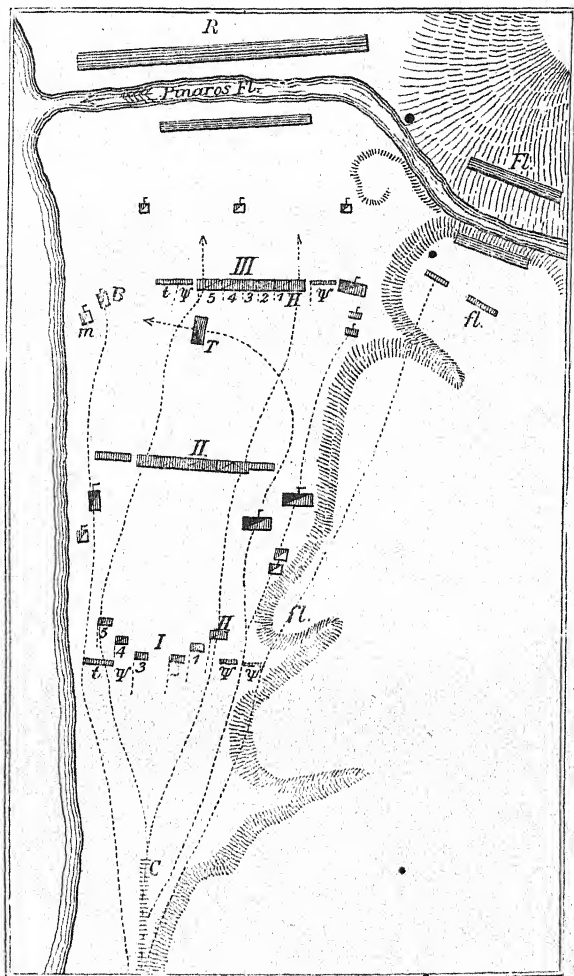 R
Pinaros Fl.
Fl.
III
t ψ 5 4 3 2 1 H ψ
B
m
T
fl.
II
fl.
5
4
I
H
3
1
t ψ ψ ψ
C